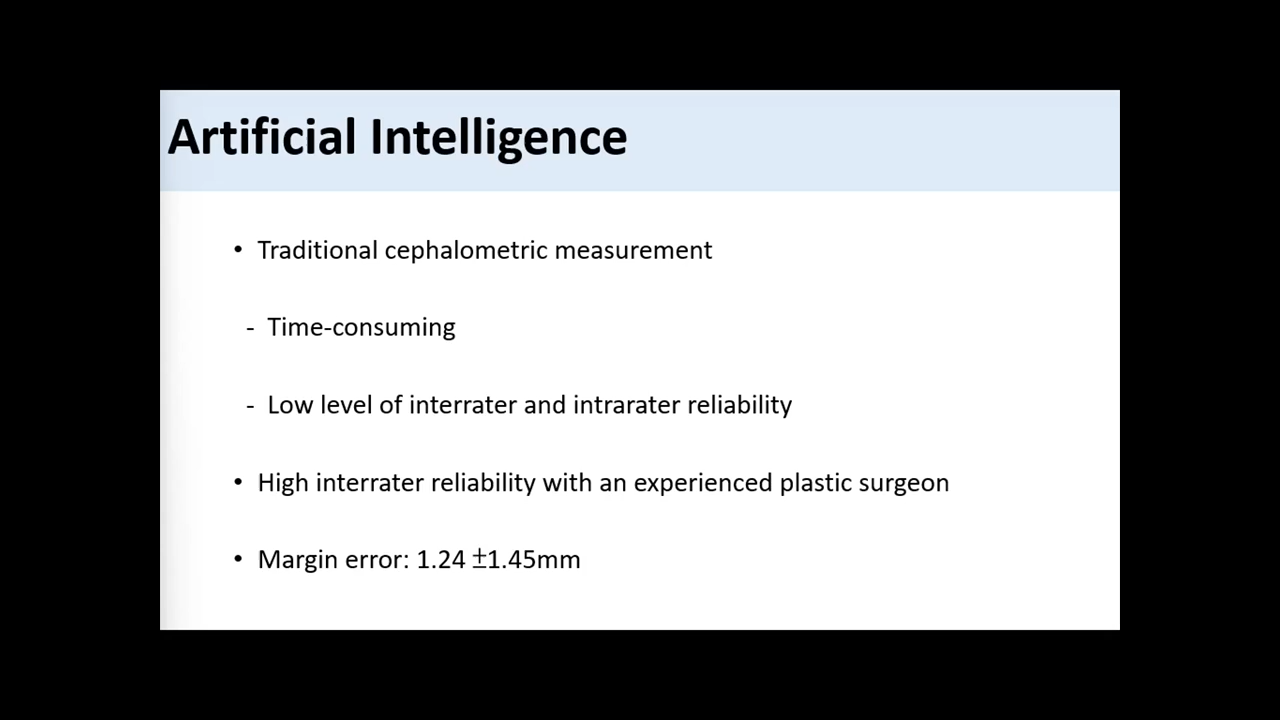 Artificial Intelligence
• Traditional cephalometric measurement
- Time-consuming
- Low level of interrater and intrarater reliability
• High interrater reliability with an experienced plastic surgeon
• Margin error: 1.24 ±1.45mm